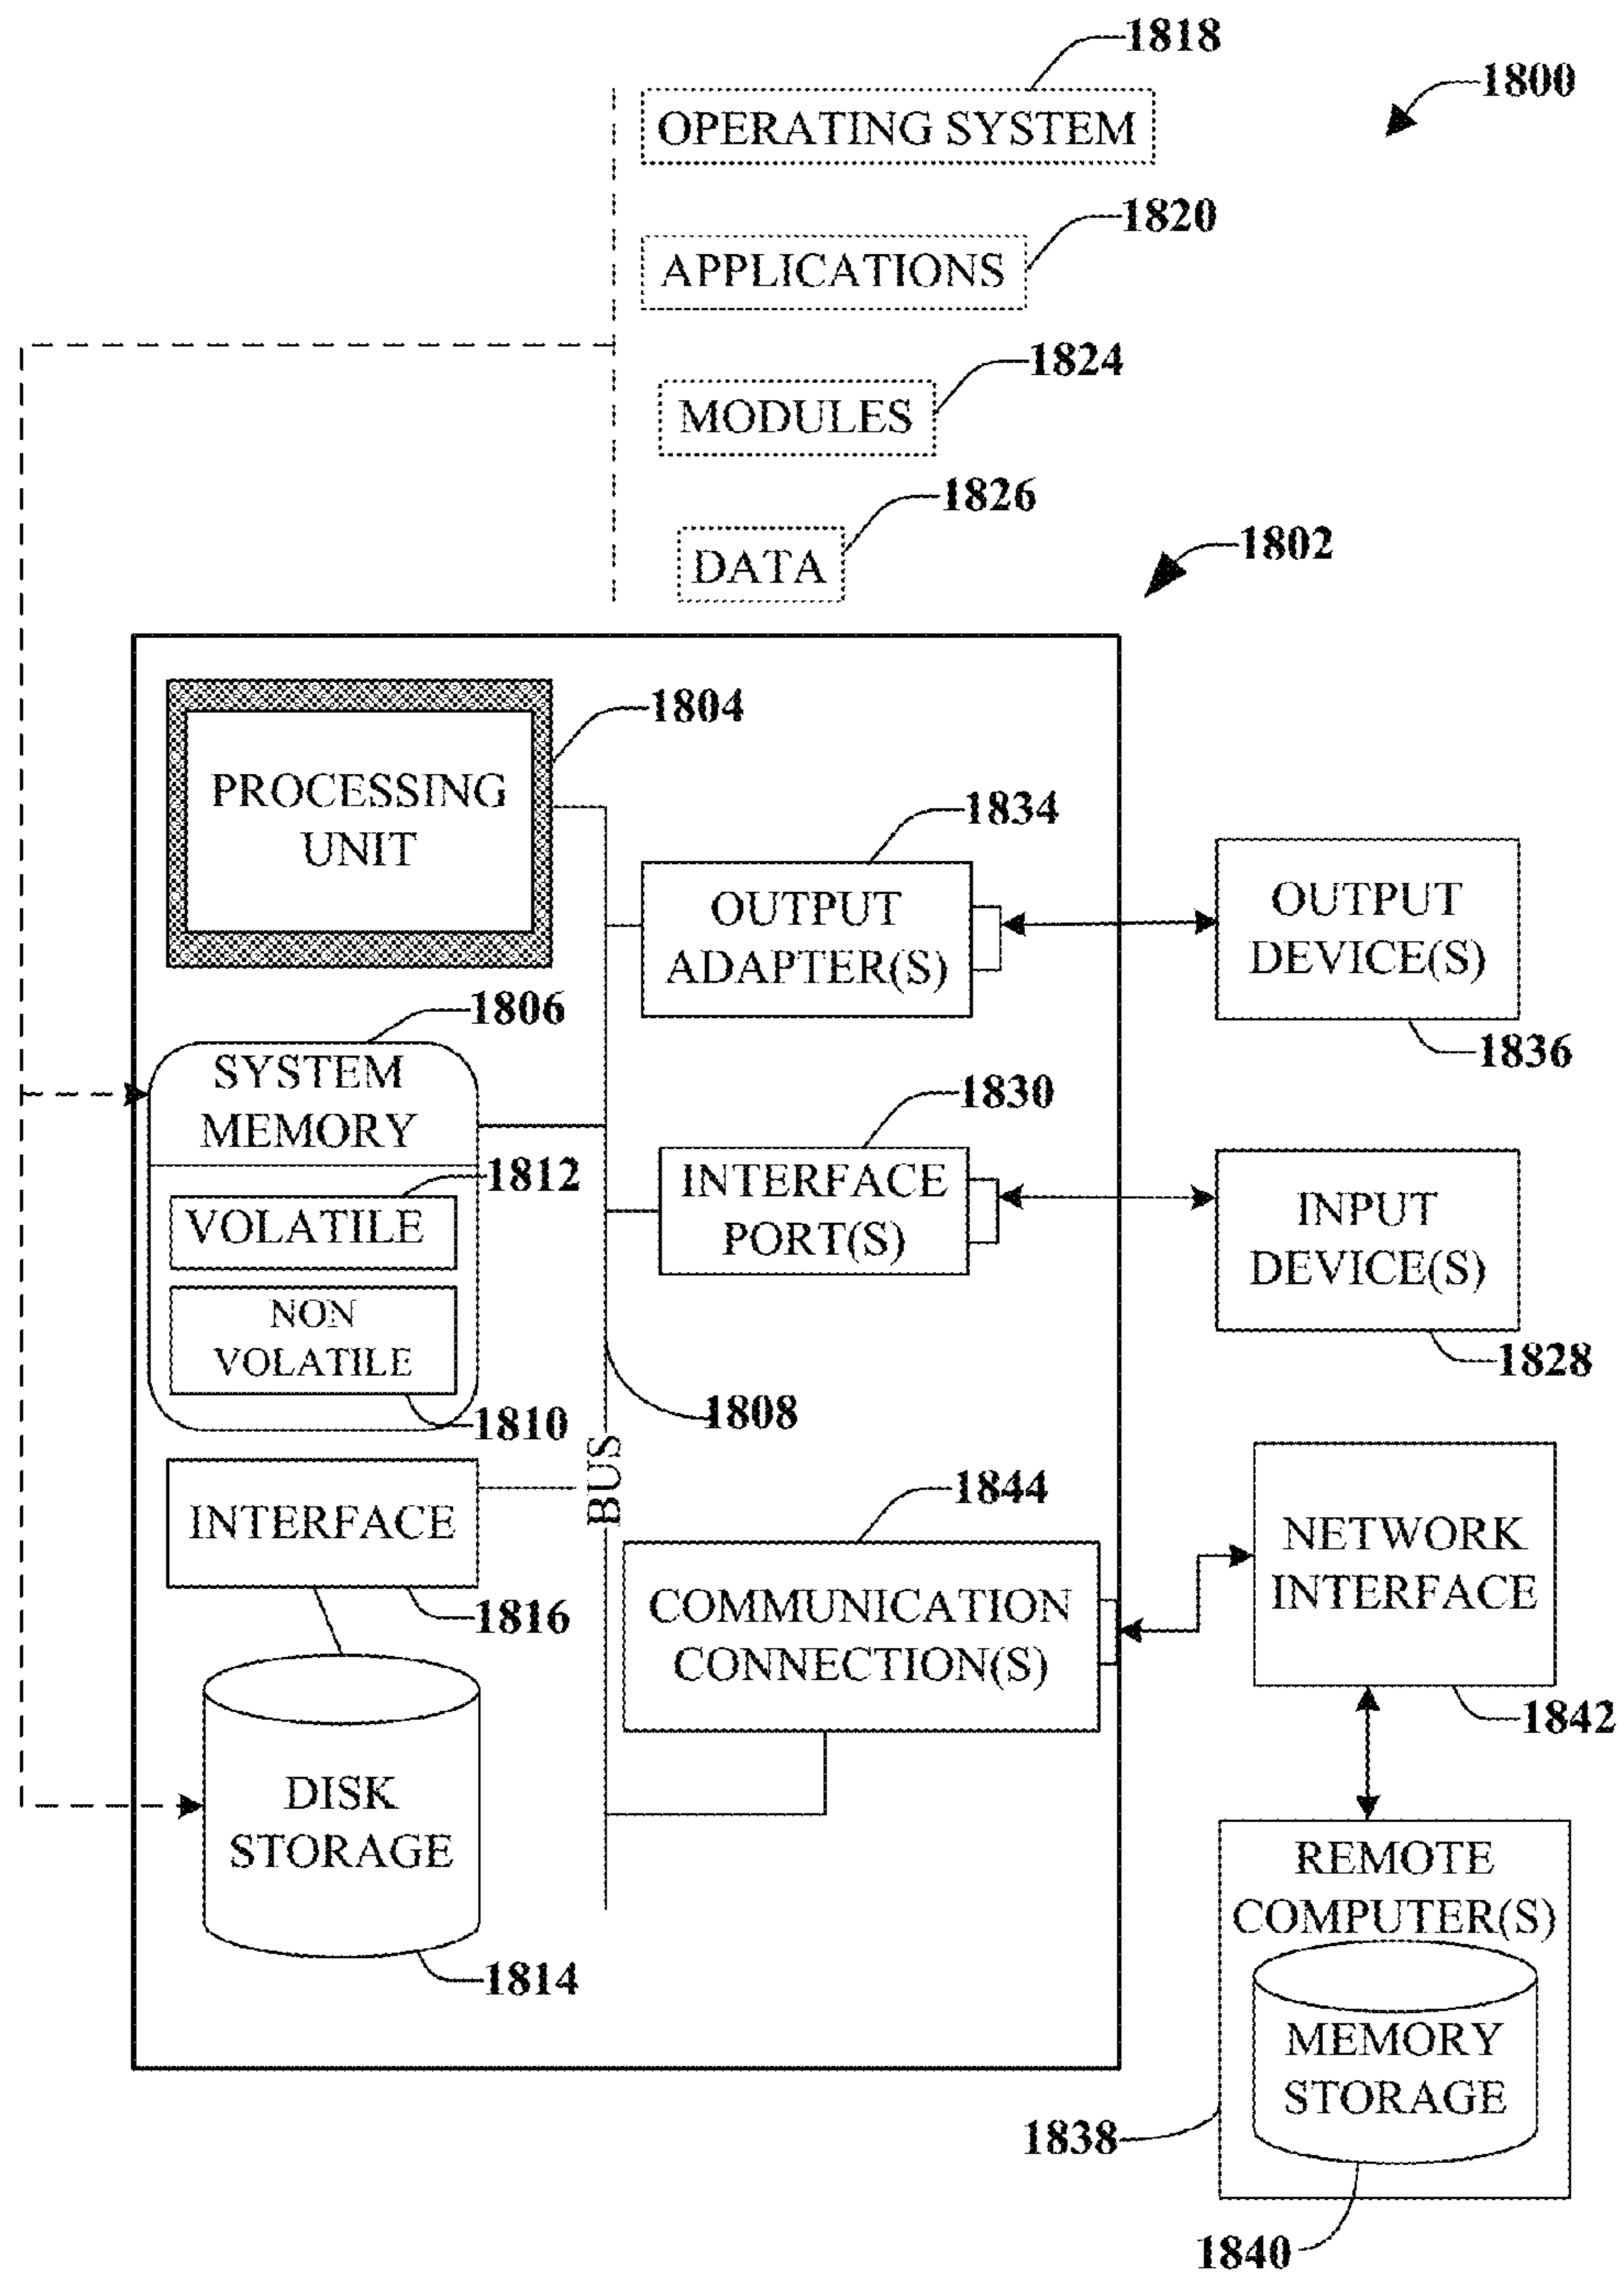 1818
1800
OPERATING SYSTEM
1820
APPLICATIONS
1824
MODULES
1826
DATA
1802
1804
PROCESSING
UNIT
1834
OUTPUT
ADAPTER(S)
OUTPUT
DEVICE(S)
1836
1806
SYSTEM
MEMORY
1812
VOLATILE
NON
VOLATILE
1810
1830
INTERFACE
PORT(S)
INPUT
DEVICE(S)
1828
1808
BUS
INTERFACE
1816
1844
COMMUNICATION
CONNECTION(S)
NETWORK
INTERFACE
1842
DISK
STORAGE
1814
REMOTE
COMPUTER(S)
MEMORY
STORAGE
1838
1840